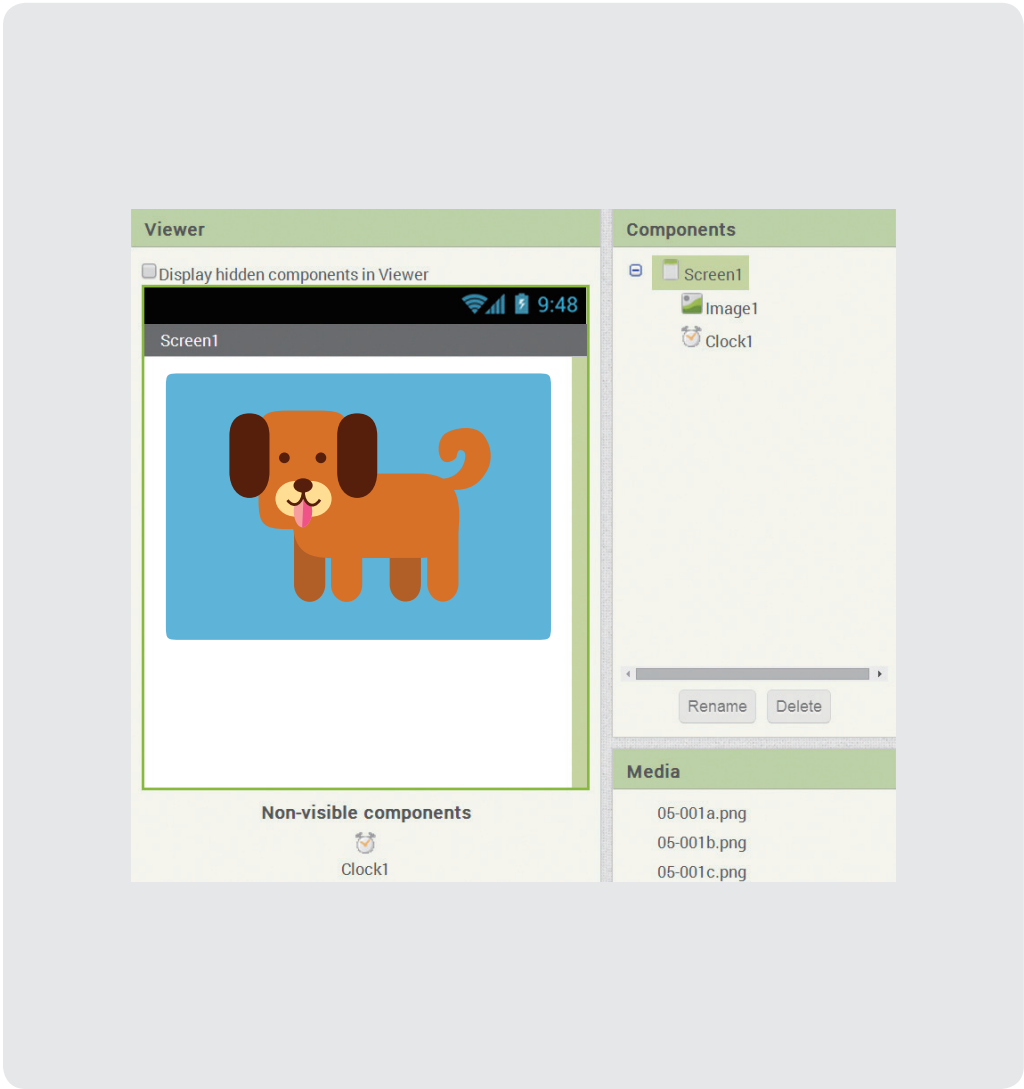 Viewer
Display hidden components in Viewer
9:48
Screen1
Non-visible components
Clock1
Components
Screen1
Image1
Clock1
Rename
Delete
Media
05-001a.png
05-001b.png
05-001c.png